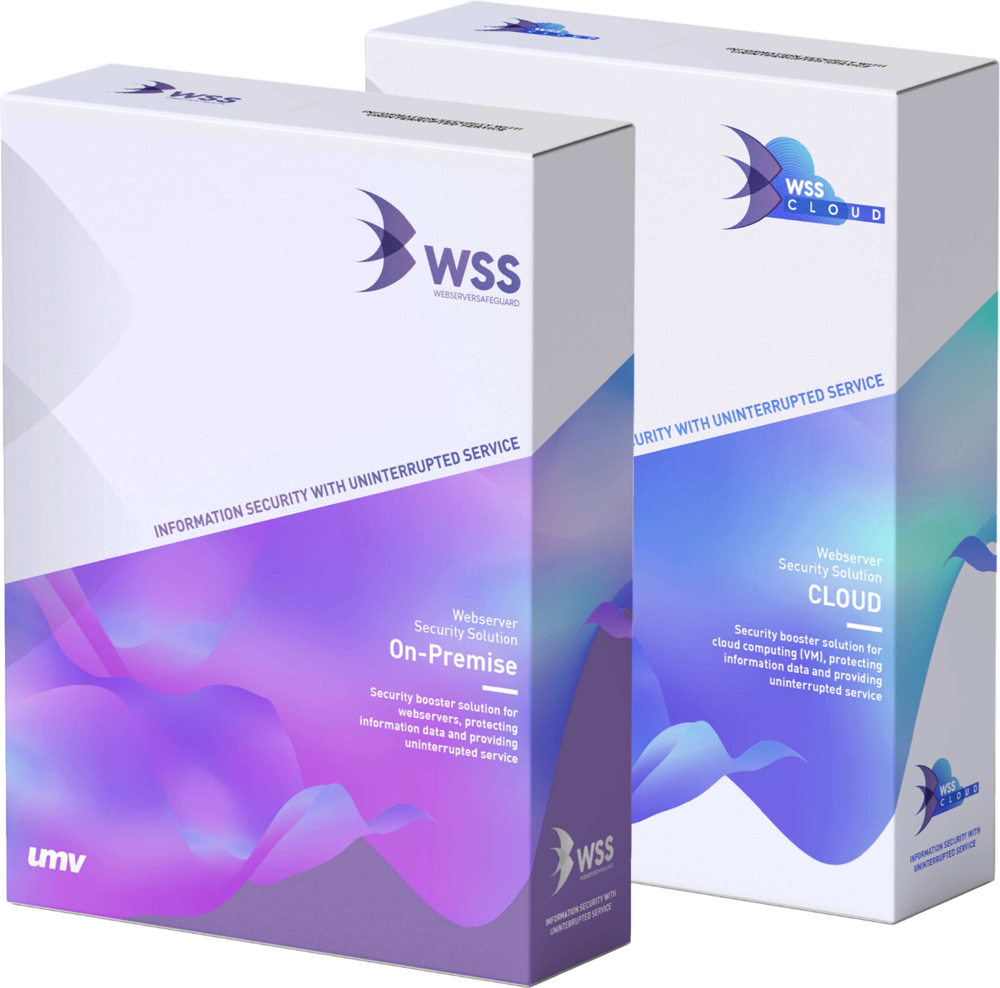 WSS
INFORMATION SECURITY WITH
UNINTERRUPTED SERVICE
WSS
WEBSERVERSAFEGUARD
INFORMATION SECURITY WITH UNINTERRUPTED SERVICE
Webserver
Security Solution
On-Premise
Security booster solution for
webservers, protecting
information data and providing
uninterrupted service
umv
WSS
WEBSERVERSAFEGUARD
INFORMATION SECURITY WITH
UNINTERRUPTED SERVICE
WSS
CLOUD
INFORMATION SECURITY WITH
UNINTERRUPTED SERVICE
WSS
CLOUD
URITY WITH UNINTERRUPTED SERVICE
Webserver
Security Solution
CLOUD
Security booster solution for
cloud computing (VM), protecting
information data and providing
uninterrupted service
WSS
CLOUD
INFORMATION SECURITY WITH
UNINTERRUPTED SERVICE